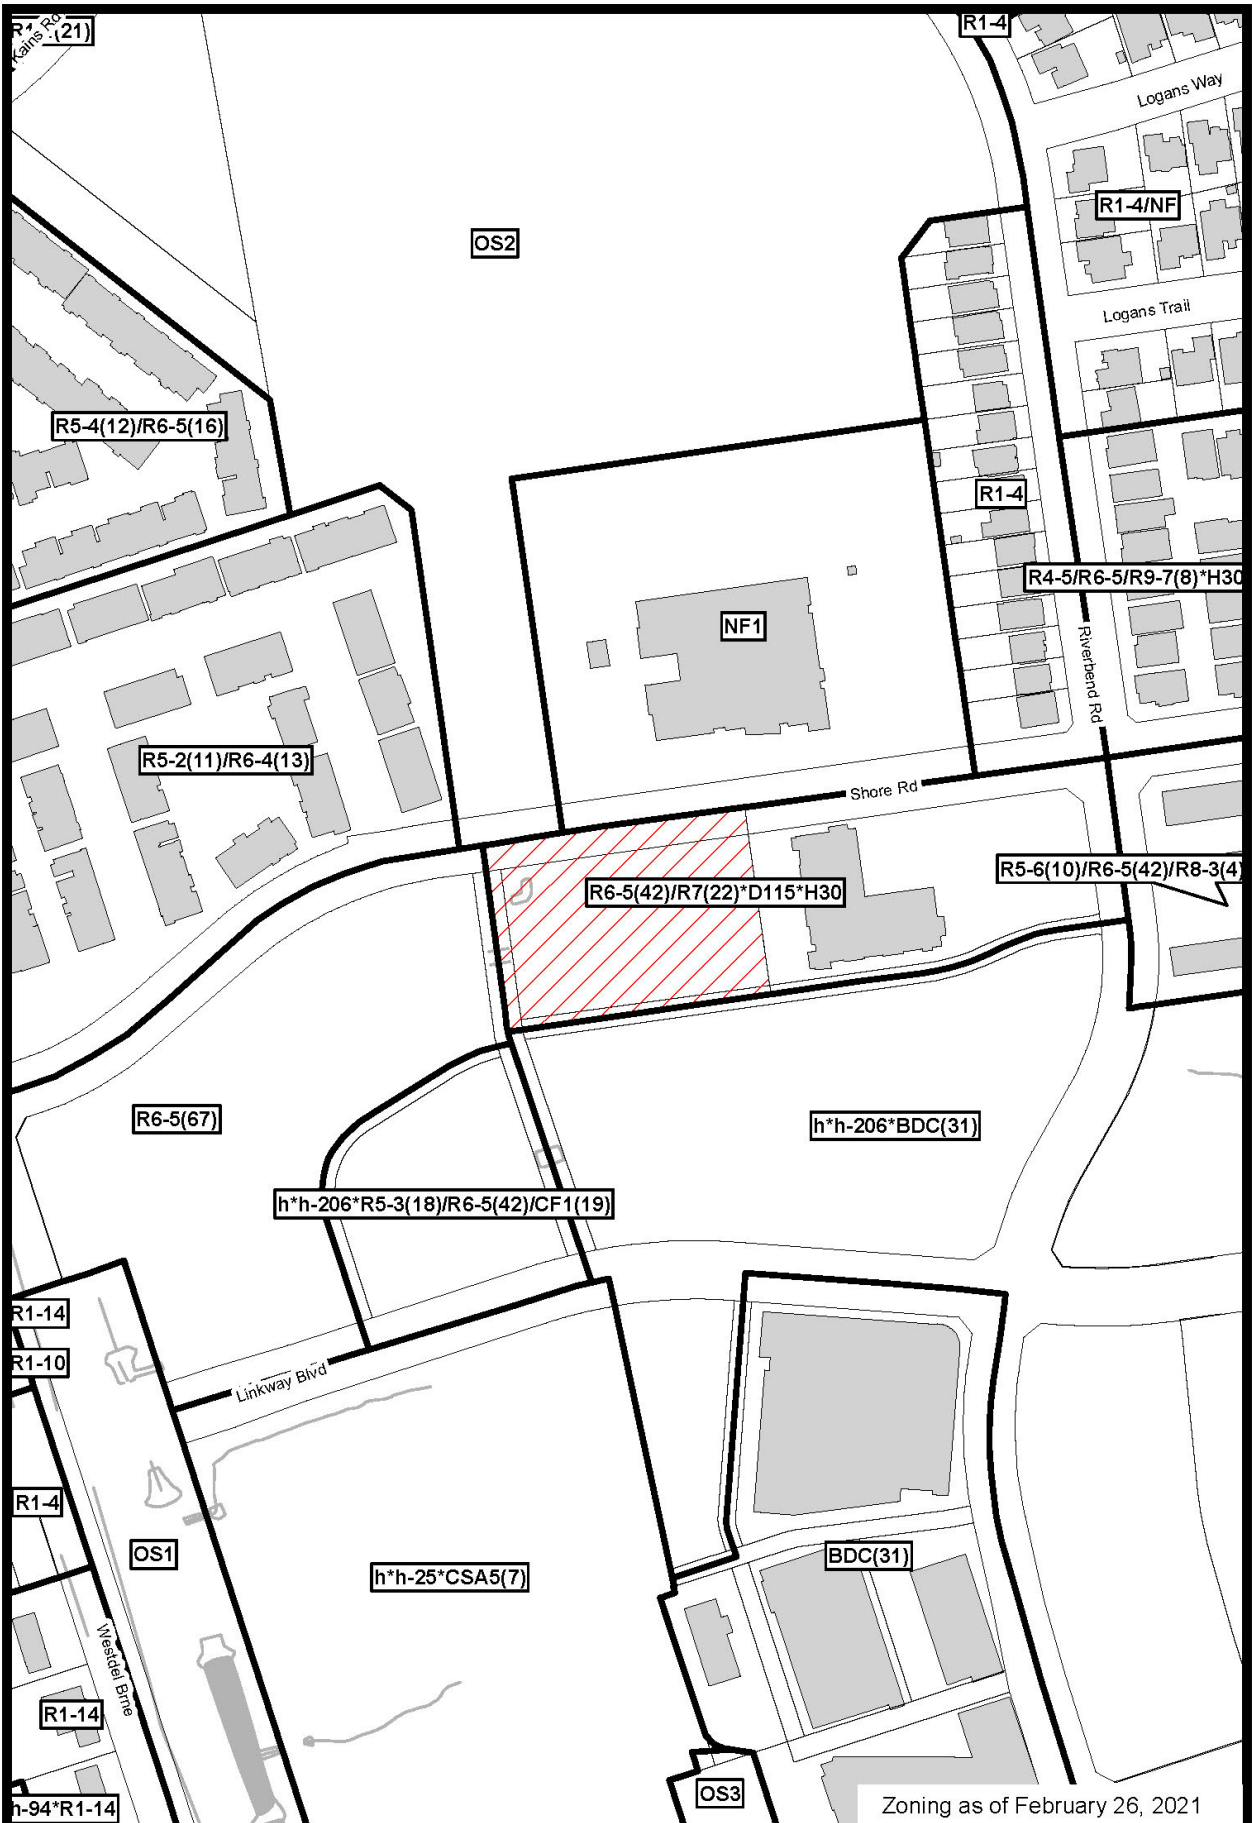 (21)
Kains Rd
R1-4
Logans Way
R1-4/NF
OS2
Logans Trail
R5-4(12)/R6-5(16)
R1-4
R4-5/R6-5/R9-7(8)*H30
NF1
Riverbend Rd
R5-2(11)/R6-4(13)
Shore Rd
R5-6(10)/R6-5(42)/R8-3(4)
R6-5(42)/R7(22)*D115*H30
R6-5(67)
h*h-206*BDC(31)
h*h-206*R5-3(18)/R6-5(42)/CF1(19)
R1-14
R1-10
Linkway Blvd
R1-4
OS1
BDC(31)
h*h-25*CSA5(7)
Westdel Brne
R1-14
OS3
h-94*R1-14
Zoning as of February 26, 2021